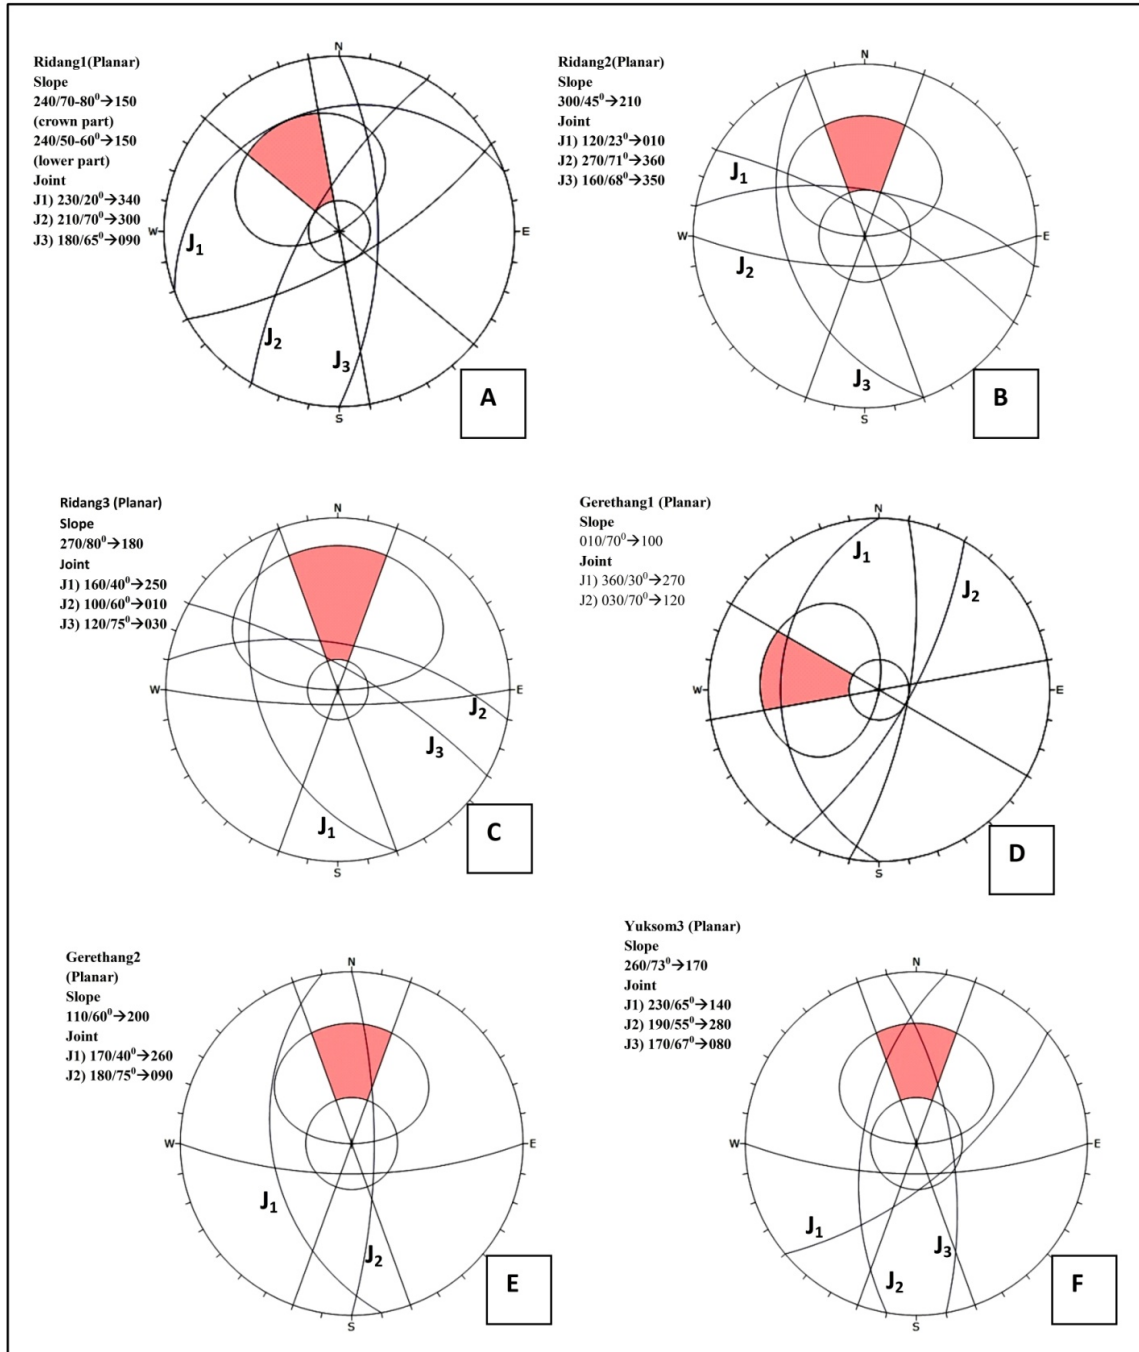 Ridang1(Planar)
Slope
240/70-80⁰→150
(crown part)
240/50-60⁰→150
(lower part)
Joint
J1) 230/20⁰→340
J2) 210/70⁰→300
J3) 180/65⁰→090
N
W
E
S
J₁
J₂
J₃
A
Ridang2(Planar)
Slope
300/45⁰→210
Joint
J1) 120/23⁰→010
J2) 270/71⁰→360
J3) 160/68⁰→350
N
W
E
S
J₁
J₂
J₃
B
Ridang3 (Planar)
Slope
270/80⁰→180
Joint
J1) 160/40⁰→250
J2) 100/60⁰→010
J3) 120/75⁰→030
N
W
E
S
J₂
J₃
J₁
C
Gerethang1 (Planar)
Slope
010/70⁰→100
Joint
J1) 360/30⁰→270
J2) 030/70⁰→120
N
W
E
S
J₁
J₂
D
Gerethang2
(Planar)
Slope
110/60⁰→200
Joint
J1) 170/40⁰→260
J2) 180/75⁰→090
N
W
E
S
J₁
J₂
E
Yuksom3 (Planar)
Slope
260/73⁰→170
Joint
J1) 230/65⁰→140
J2) 190/55⁰→280
J3) 170/67⁰→080
N
W
E
S
J₁
J₃
J₂
F